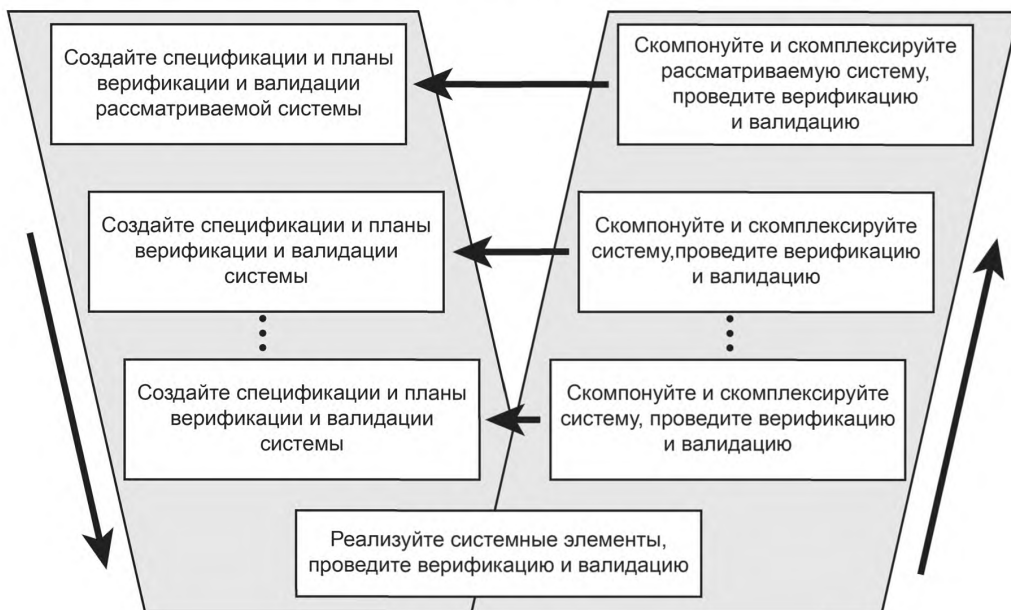 Создайте спецификации и планы
верификации и валидации
рассматриваемой системы
Скомпонуйте и скомплексируйте
рассматриваемую систему,
проведите верификацию
и валидацию
Создайте спецификации и планы
верификации и валидации
системы
Скомпонуйте и скомплексируйте
систему,проведите верификацию
и валидацию
Создайте спецификации и планы
верификации и валидации
системы
Скомпонуйте и скомплексируйте
систему, проведите верификацию
и валидацию
Реализуйте системные элементы,
проведите верификацию и валидацию